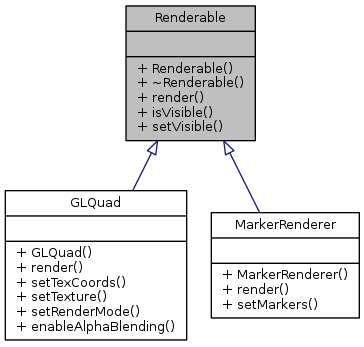 Renderable
+ Renderable()
+ ~Renderable()
+ render()
+ isVisible()
+ setVisible()
GLQuad
+ GLQuad()
+ render()
+ setTexCoords()
+ setTexture()
+ setRenderMode()
+ enableAlphaBlending()
MarkerRenderer
+ MarkerRenderer()
+ render()
+ setMarkers()